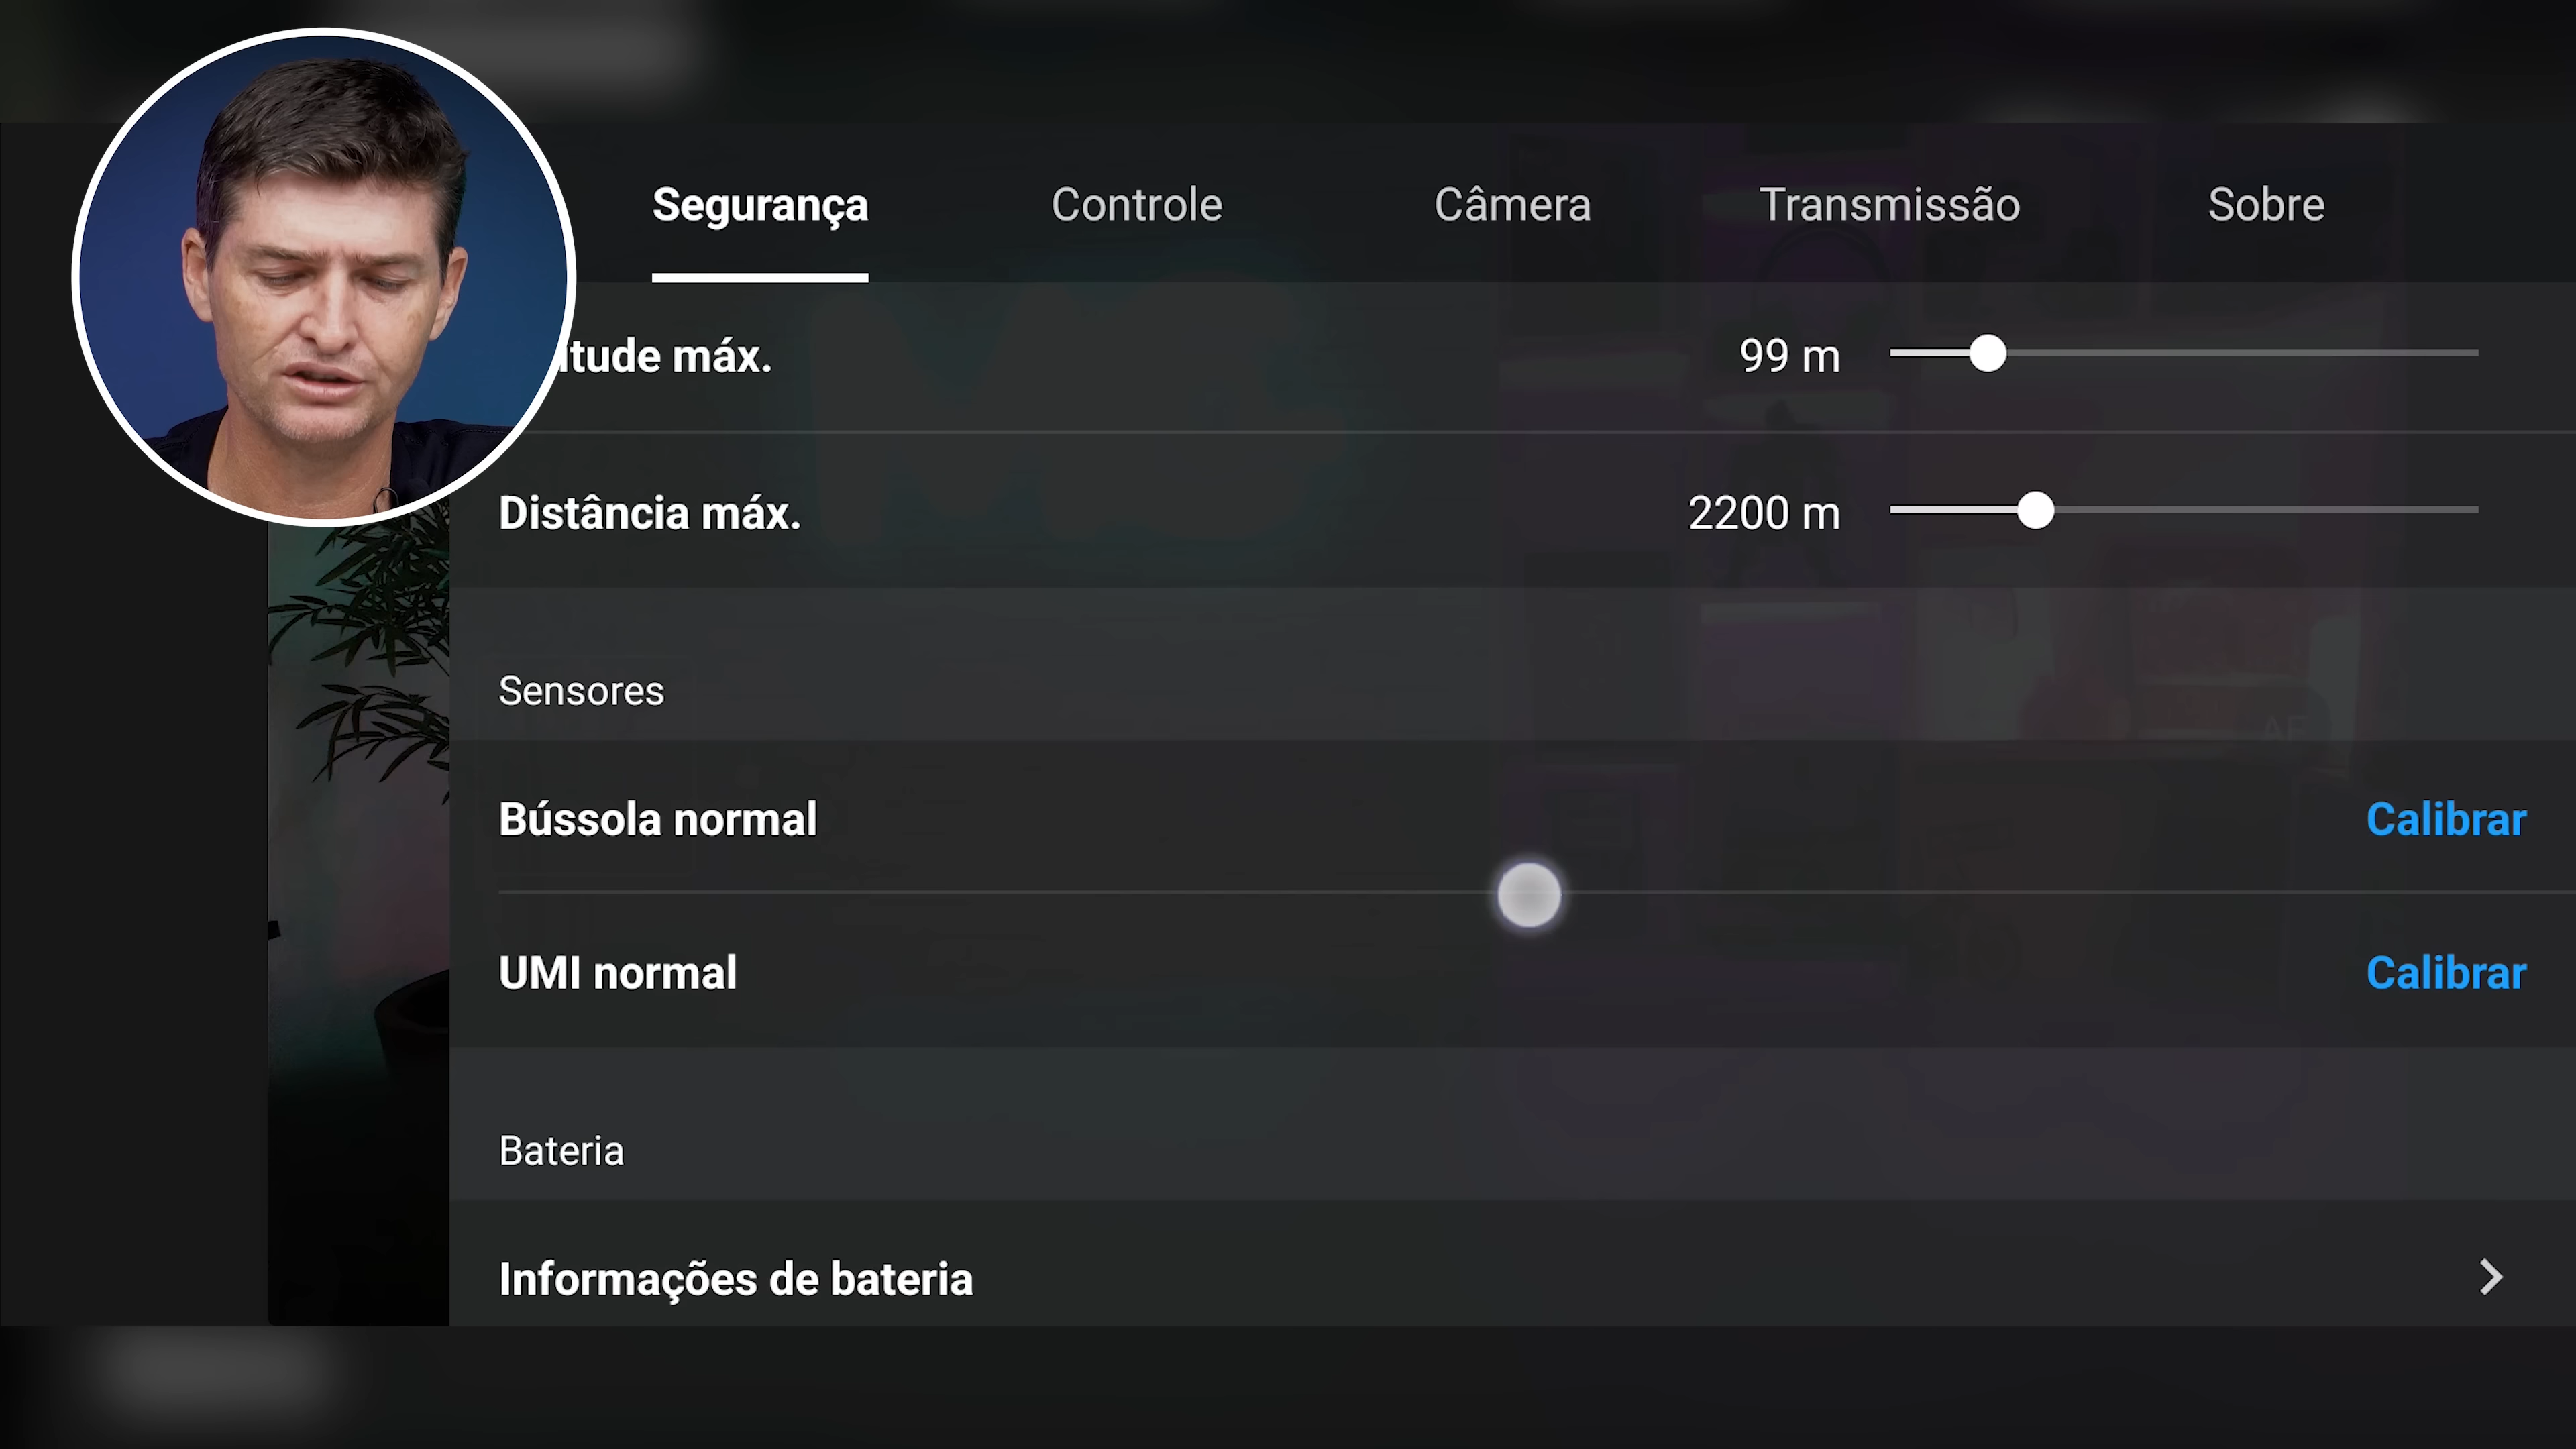 Segurança Controle Câmera Transmissão Sobre
itude máx. 99 m
Distância máx. 2200 m
Sensores
Bússola normal Calibrar
UMI normal Calibrar
Bateria
Informações de bateria